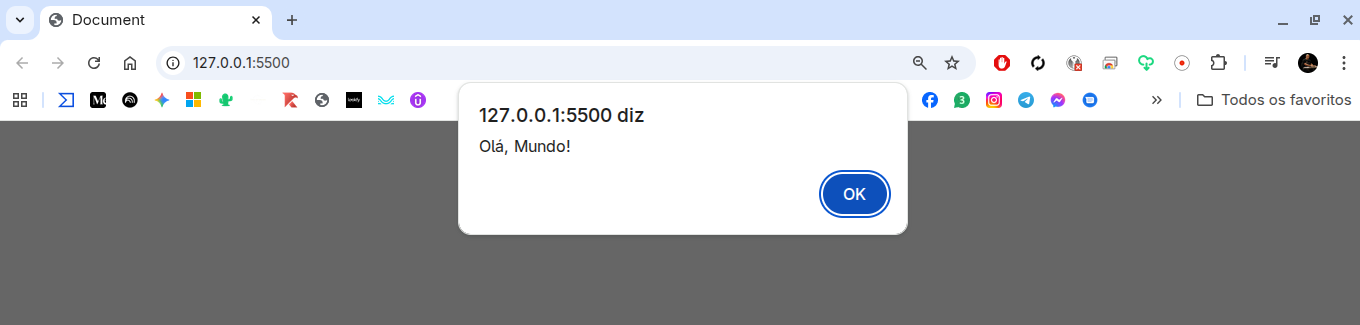 Document
127.0.0.1:5500
Todos os favoritos
127.0.0.1:5500 diz
Olá, Mundo!
OK